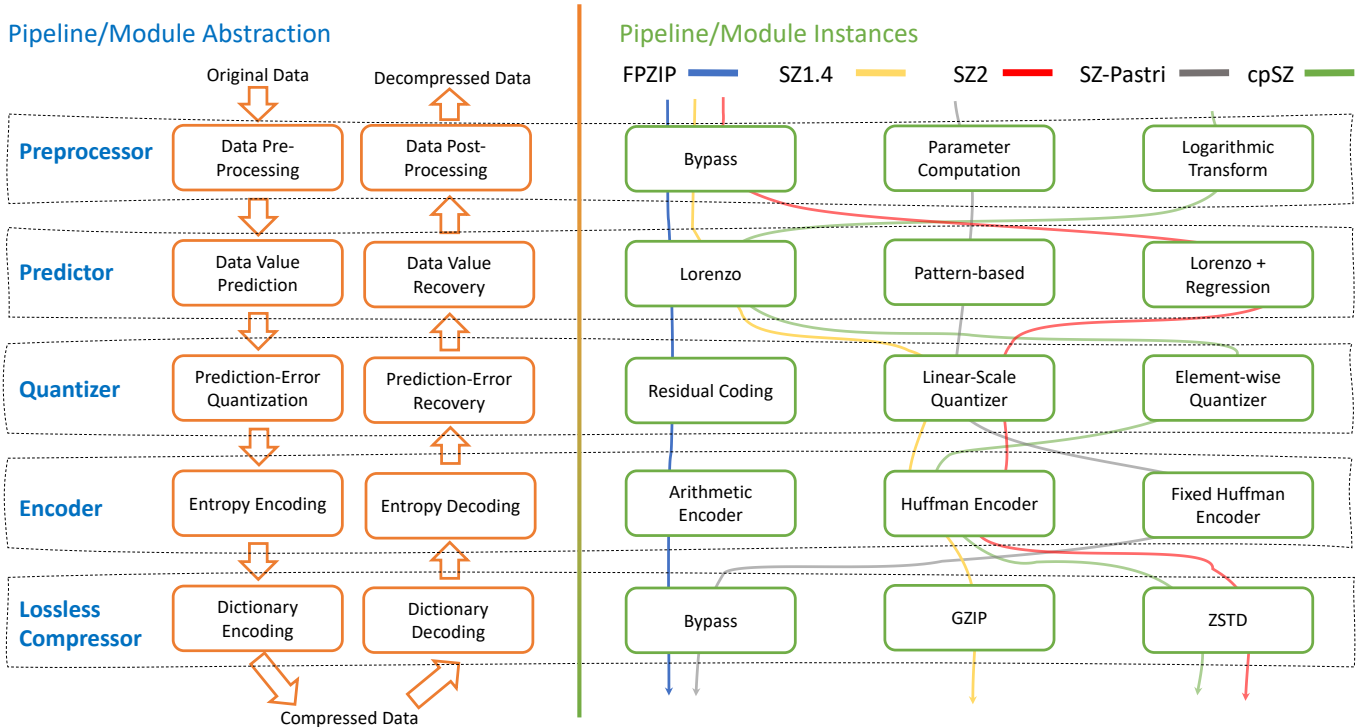 Pipeline/Module Abstraction
Pipeline/Module Instances
Original Data
Decompressed Data
FPZIP
SZ1.4
SZ2
SZ-Pastri
cpSZ
Preprocessor
Data Pre-
Processing
Data Post-
Processing
Bypass
Parameter
Computation
Logarithmic
Transform
Predictor
Data Value
Prediction
Data Value
Recovery
Lorenzo
Pattern-based
Lorenzo +
Regression
Quantizer
Prediction-Error
Quantization
Prediction-Error
Recovery
Residual Coding
Linear-Scale
Quantizer
Element-wise
Quantizer
Encoder
Entropy Encoding
Entropy Decoding
Arithmetic
Encoder
Huffman Encoder
Fixed Huffman
Encoder
Lossless
Compressor
Dictionary
Encoding
Dictionary
Decoding
Bypass
GZIP
ZSTD
Compressed Data